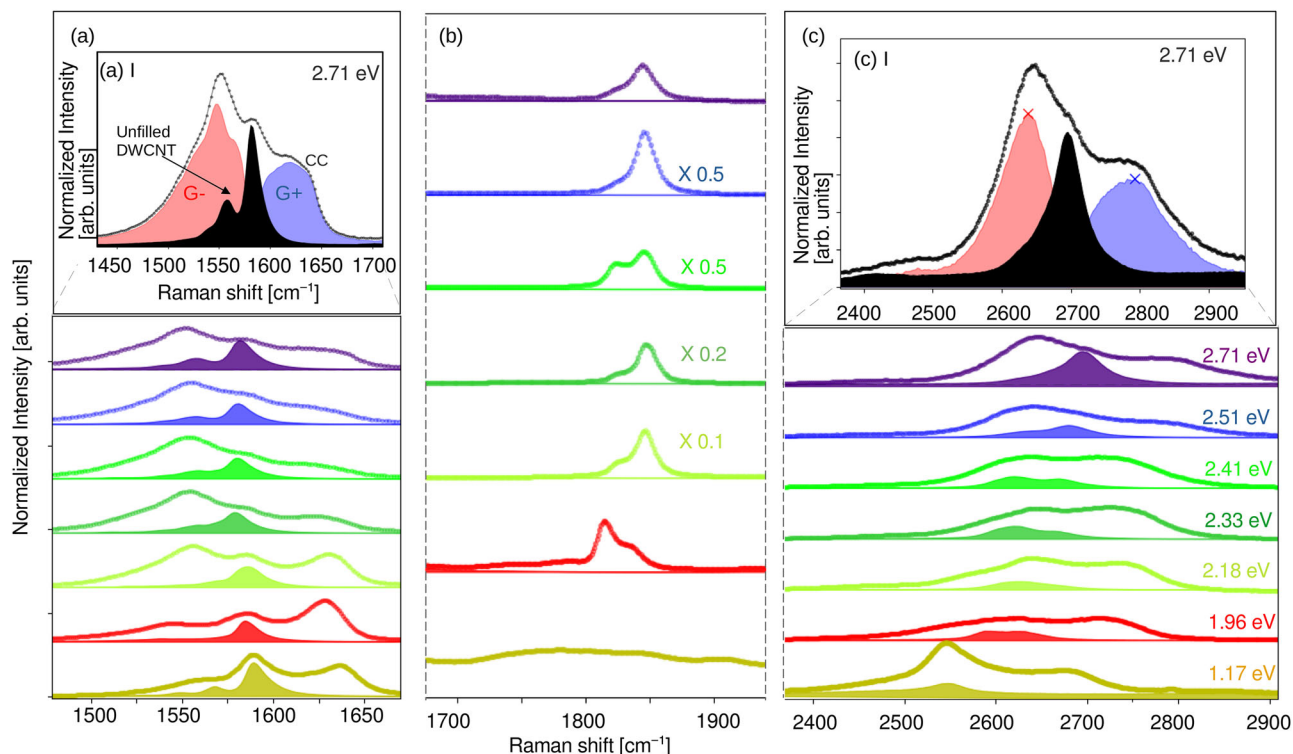 (a)
(a) I
2.71 eV
Normalized Intensity
[arb. units]
Unfilled
DWCNT
G-
G+
CC
1450 1500 1550 1600 1650 1700
Raman shift [cm⁻¹]
Normalized Intensity [arb. units]
1500 1550 1600 1650
(b)
X 0.5
X 0.5
X 0.2
X 0.1
1700 1800 1900
Raman shift [cm⁻¹]
(c)
(c) I
2.71 eV
Normalized Intensity
[arb. units]
2400 2500 2600 2700 2800 2900
2.71 eV
2.51 eV
2.41 eV
2.33 eV
2.18 eV
1.96 eV
1.17 eV
2400 2500 2600 2700 2800 2900